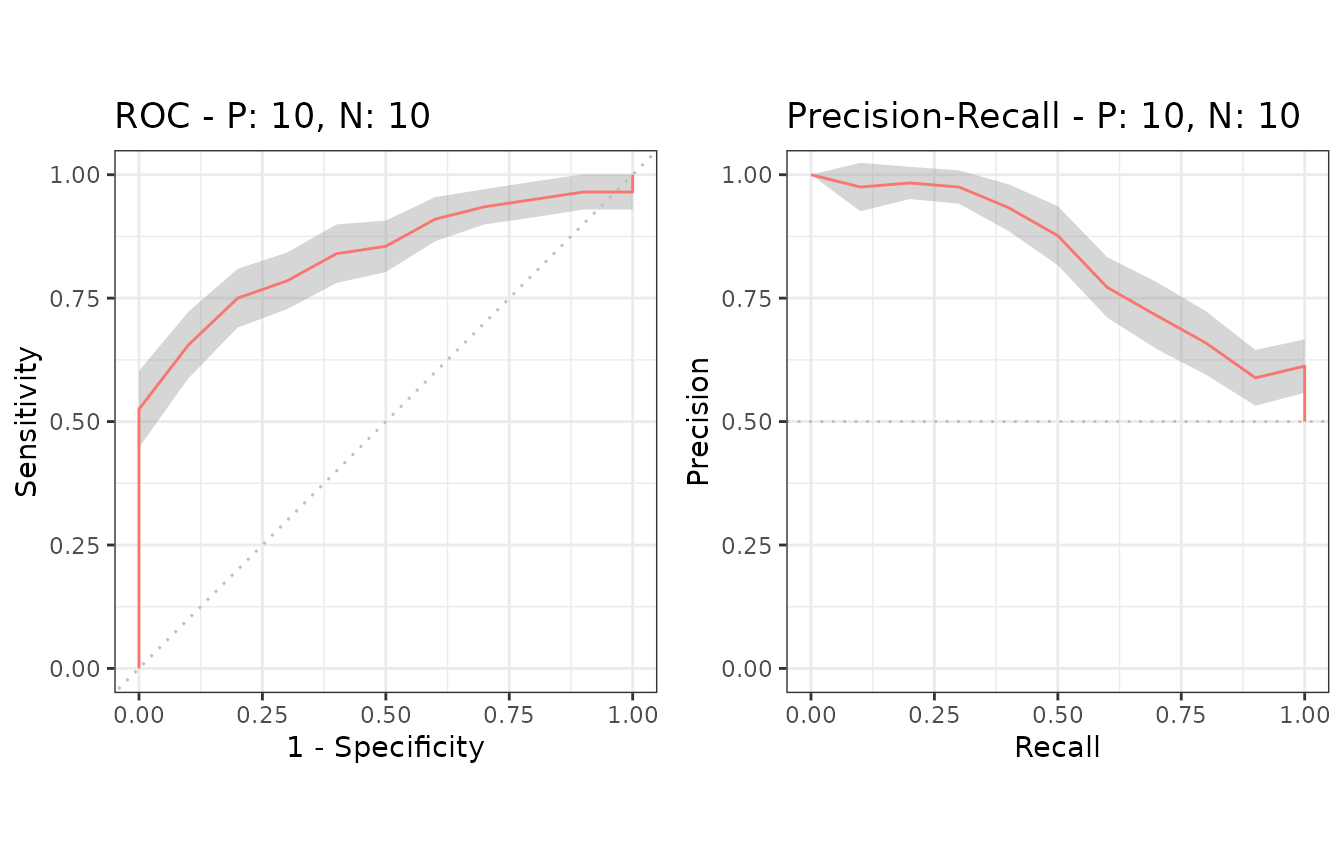 ROC - P: 10, N: 10
1.00
0.75
0.50
0.25
0.00
Sensitivity
0.00 0.25 0.50 0.75 1.00
1 - Specificity
Precision-Recall - P: 10, N: 10
1.00
0.75
0.50
0.25
0.00
Precision
0.00 0.25 0.50 0.75 1.00
Recall